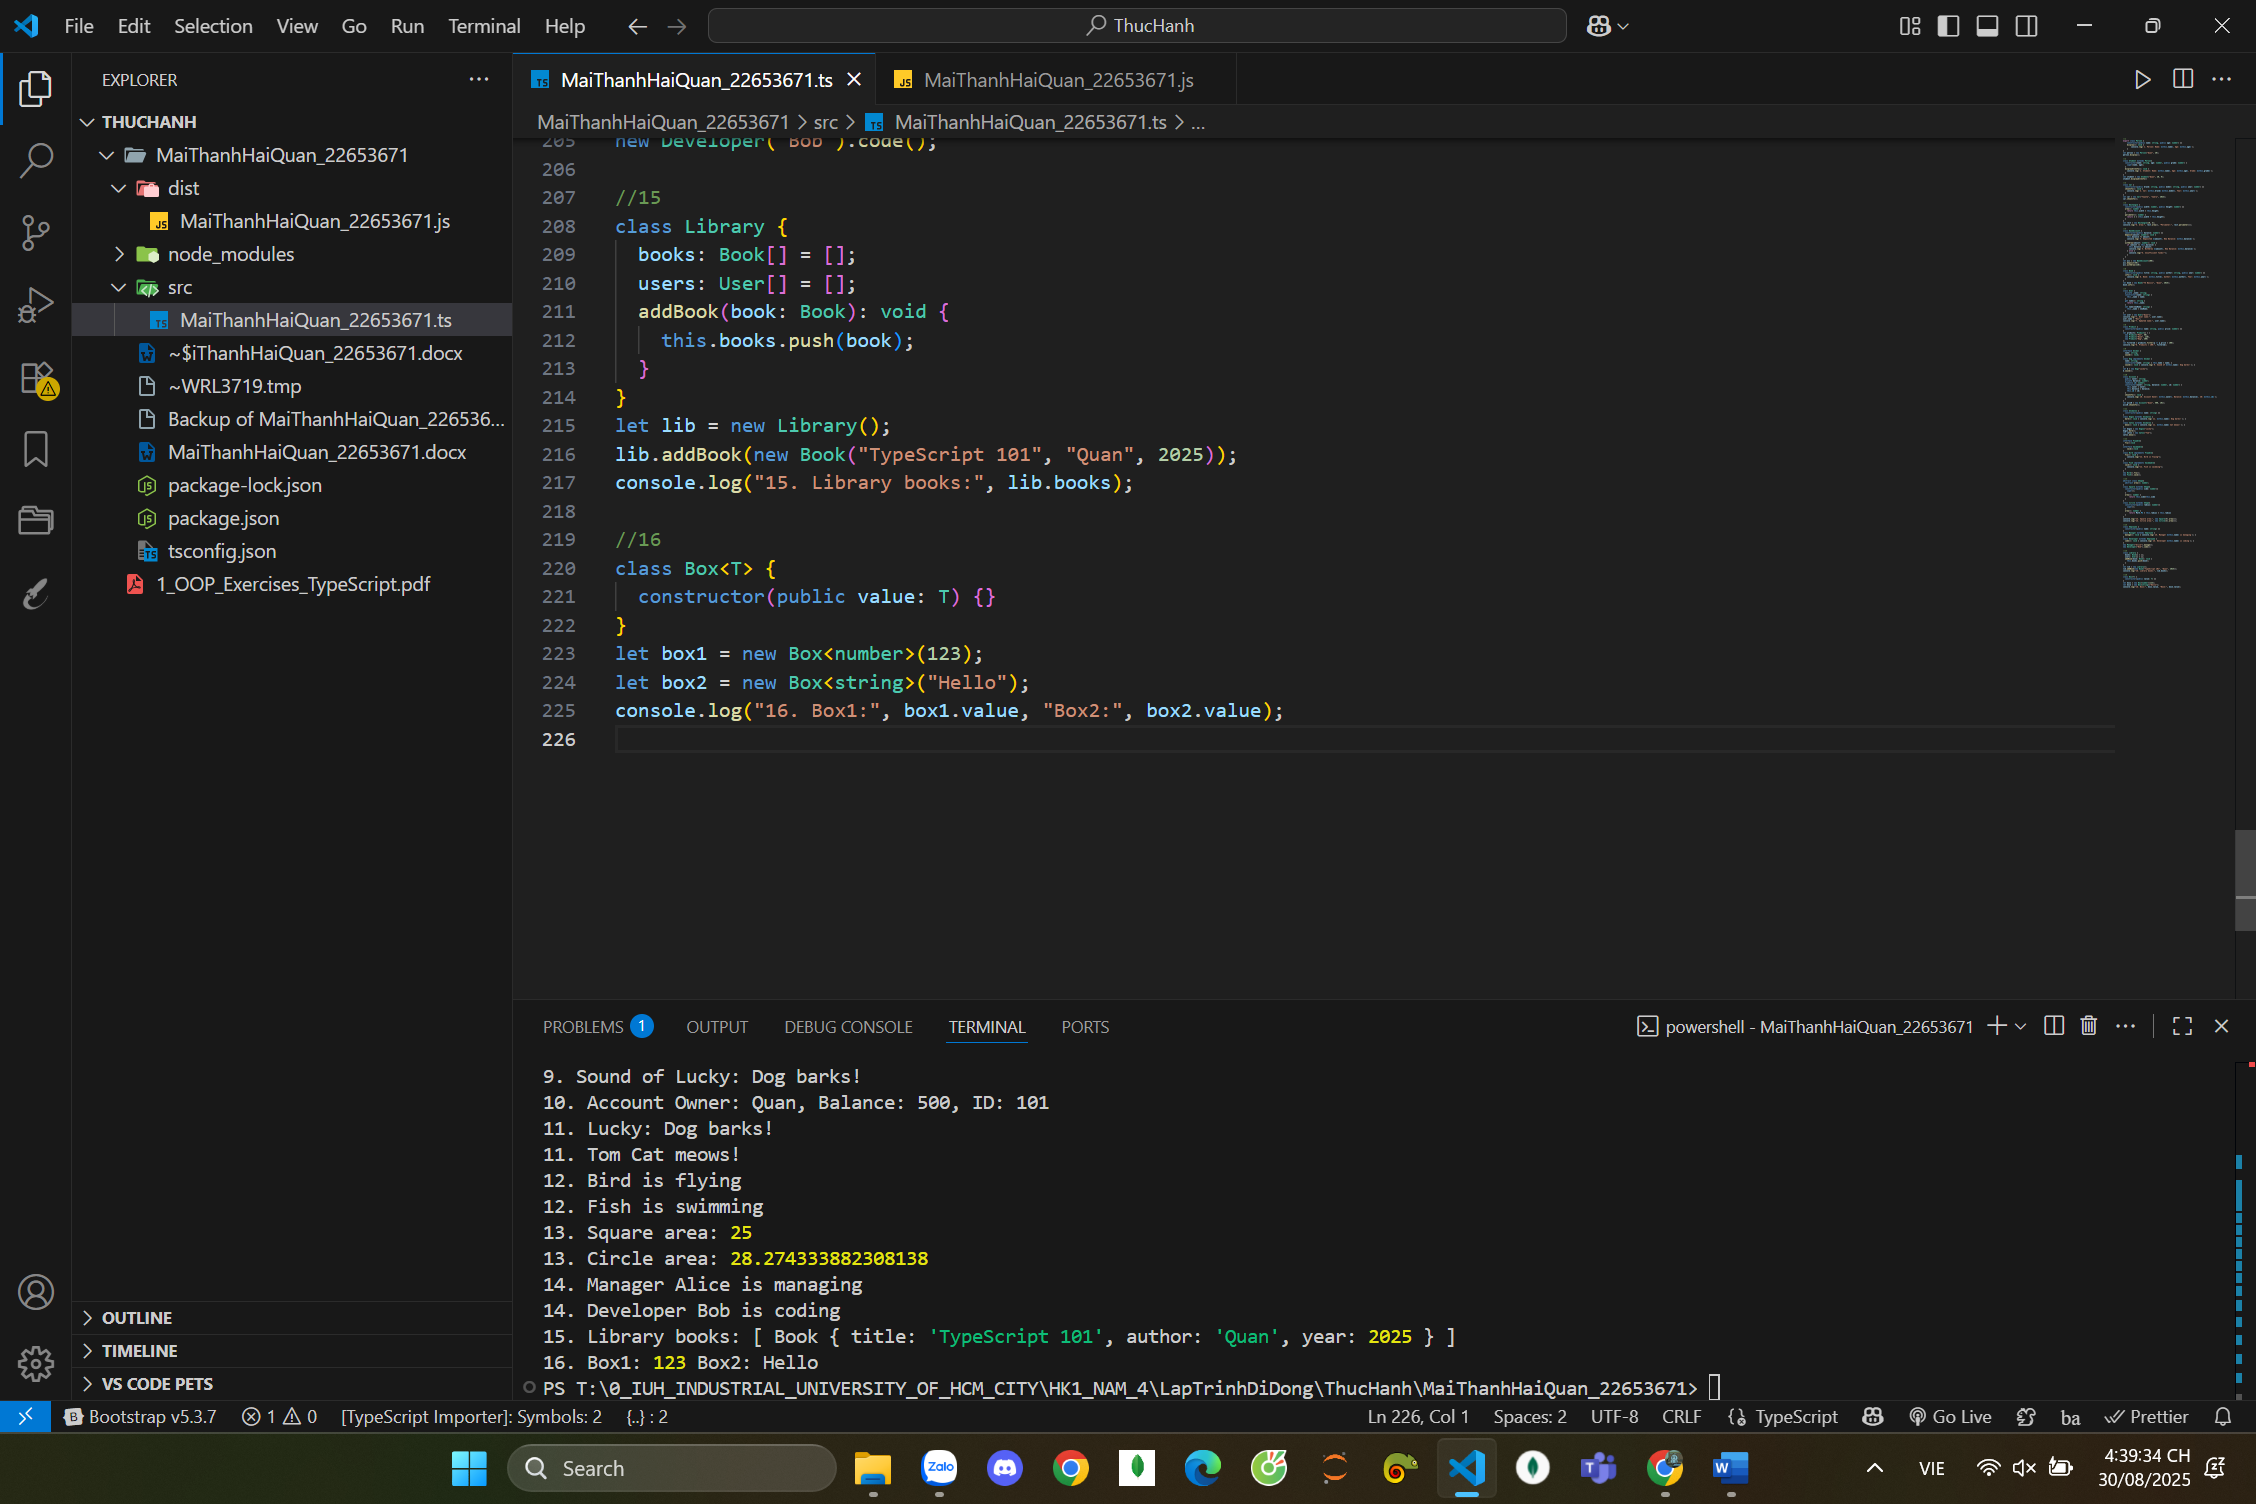 File Edit Selection View Go Run Terminal Help
ThucHanh
EXPLORER
THUCHANH
MaiThanhHaiQuan_22653671
dist
MaiThanhHaiQuan_22653671.js
node_modules
src
MaiThanhHaiQuan_22653671.ts
~$iThanhHaiQuan_22653671.docx
~WRL3719.tmp
Backup of MaiThanhHaiQuan_226536...
MaiThanhHaiQuan_22653671.docx
package-lock.json
package.json
tsconfig.json
1_OOP_Exercises_TypeScript.pdf
OUTLINE
TIMELINE
VS CODE PETS
MaiThanhHaiQuan_22653671.ts
MaiThanhHaiQuan_22653671.js
MaiThanhHaiQuan_22653671 > src > MaiThanhHaiQuan_22653671.ts > ...
205 new Developer("Bob").code();
206
207 //15
208 class Library {
209 books: Book[] = [];
210 users: User[] = [];
211 addBook(book: Book): void {
212 this.books.push(book);
213 }
214 }
215 let lib = new Library();
216 lib.addBook(new Book("TypeScript 101", "Quan", 2025));
217 console.log("15. Library books:", lib.books);
218
219 //16
220 class Box<T> {
221 constructor(public value: T) {}
222 }
223 let box1 = new Box<number>(123);
224 let box2 = new Box<string>("Hello");
225 console.log("16. Box1:", box1.value, "Box2:", box2.value);
226
PROBLEMS 1 OUTPUT DEBUG CONSOLE TERMINAL PORTS
powershell - MaiThanhHaiQuan_22653671
9. Sound of Lucky: Dog barks!
10. Account Owner: Quan, Balance: 500, ID: 101
11. Lucky: Dog barks!
11. Tom Cat meows!
12. Bird is flying
12. Fish is swimming
13. Square area: 25
13. Circle area: 28.274333882308138
14. Manager Alice is managing
14. Developer Bob is coding
15. Library books: [ Book { title: 'TypeScript 101', author: 'Quan', year: 2025 } ]
16. Box1: 123 Box2: Hello
PS T:\0_IUH_INDUSTRIAL_UNIVERSITY_OF_HCM_CITY\HK1_NAM_4\LapTrinhDiDong\ThucHanh\MaiThanhHaiQuan_22653671>
Bootstrap v5.3.7 1 0 [TypeScript Importer]: Symbols: 2 {..} : 2 Ln 226, Col 1 Spaces: 2 UTF-8 CRLF TypeScript Go Live ba Prettier
Search
Zalo
VIE
4:39:34 CH
30/08/2025